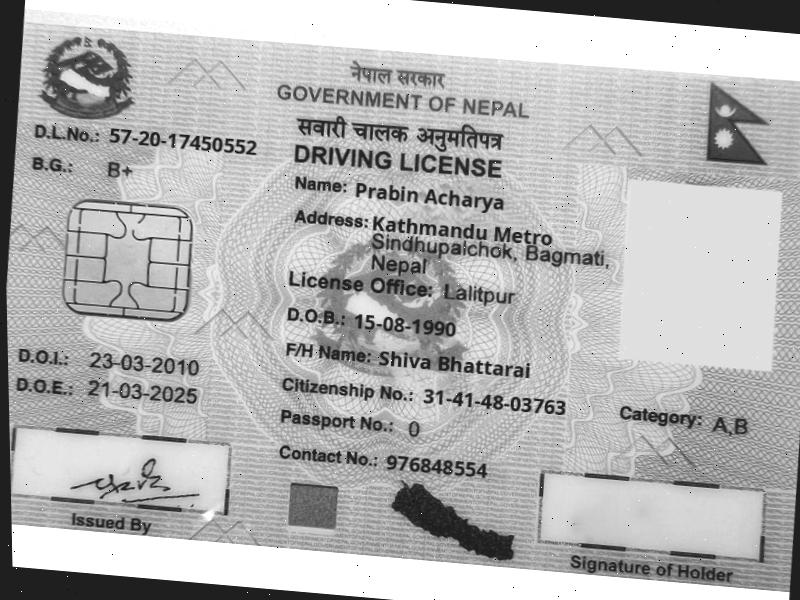 नेपाल सरकार
GOVERNMENT OF NEPAL
सवारी चालक अनुमतिपत्र
DRIVING LICENSE
D.L.No.: 57-20-17450552
B.G.: B+
Name: Prabin Acharya
Address: Kathmandu Metro
Sindhupalchok, Bagmati,
Nepal
License Office: Lalitpur
D.O.B.: 15-08-1990
F/H Name: Shiva Bhattarai
D.O.I.: 23-03-2010
D.O.E.: 21-03-2025
Citizenship No.: 31-41-48-03763
Category: A,B
Passport No.: 0
Contact No.: 976848554
Issued By
Signature of Holder